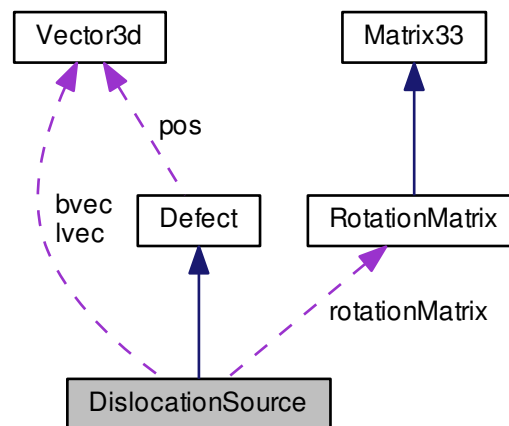 Vector3d
Matrix33
pos
bvec
lvec
Defect
RotationMatrix
rotationMatrix
DislocationSource